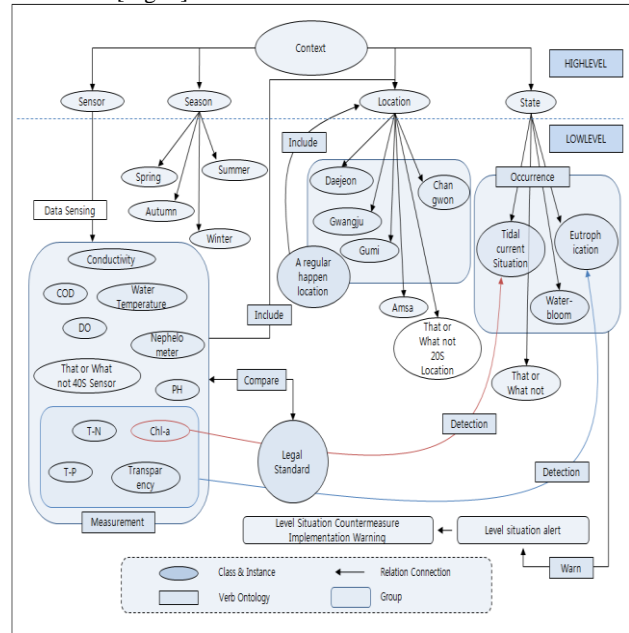 Context
HIGHLEVEL
Sensor
Season
Location
State
LOWLEVEL
Include
Spring
Summer
Autumn
Winter
Daejeon
Chan
gwon
Gwangju
Gumi
A regular
happen
location
Amsa
That or
What not
20S
Location
Occurrence
Tidal
current
Situation
Eutroph
ication
Water-
bloom
That or
What not
Data Sensing
Conductivity
COD
Water
Temperature
DO
Nephelo
meter
Include
That or What
not 40S Sensor
PH
Compare
T-N
Chl-a
T-P
Transpar
ency
Legal
Standard
Detection
Detection
Measurement
Level Situation Countermeasure
Implementation Warning
Level situation alert
Warn
Class & Instance
Relation Connection
Verb Ontology
Group